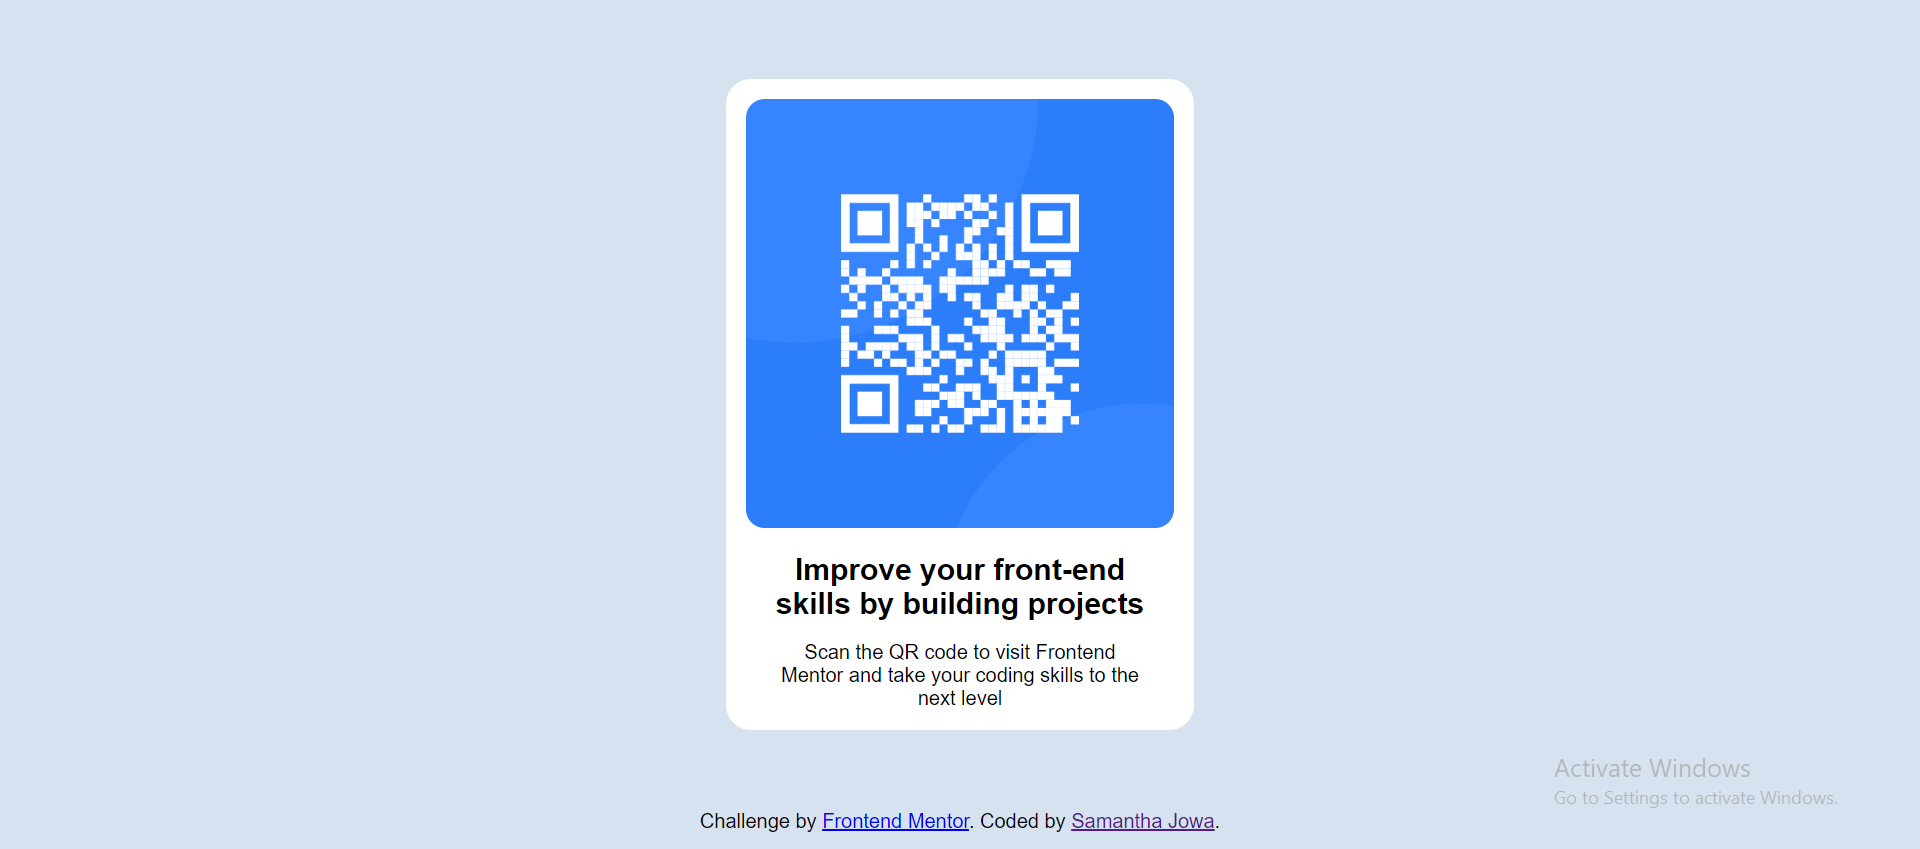 Improve your front-end
skills by building projects
Scan the QR code to visit Frontend
Mentor and take your coding skills to the
next level
Activate Windows
Go to Settings to activate Windows.
Challenge by Frontend Mentor. Coded by Samantha Jowa.